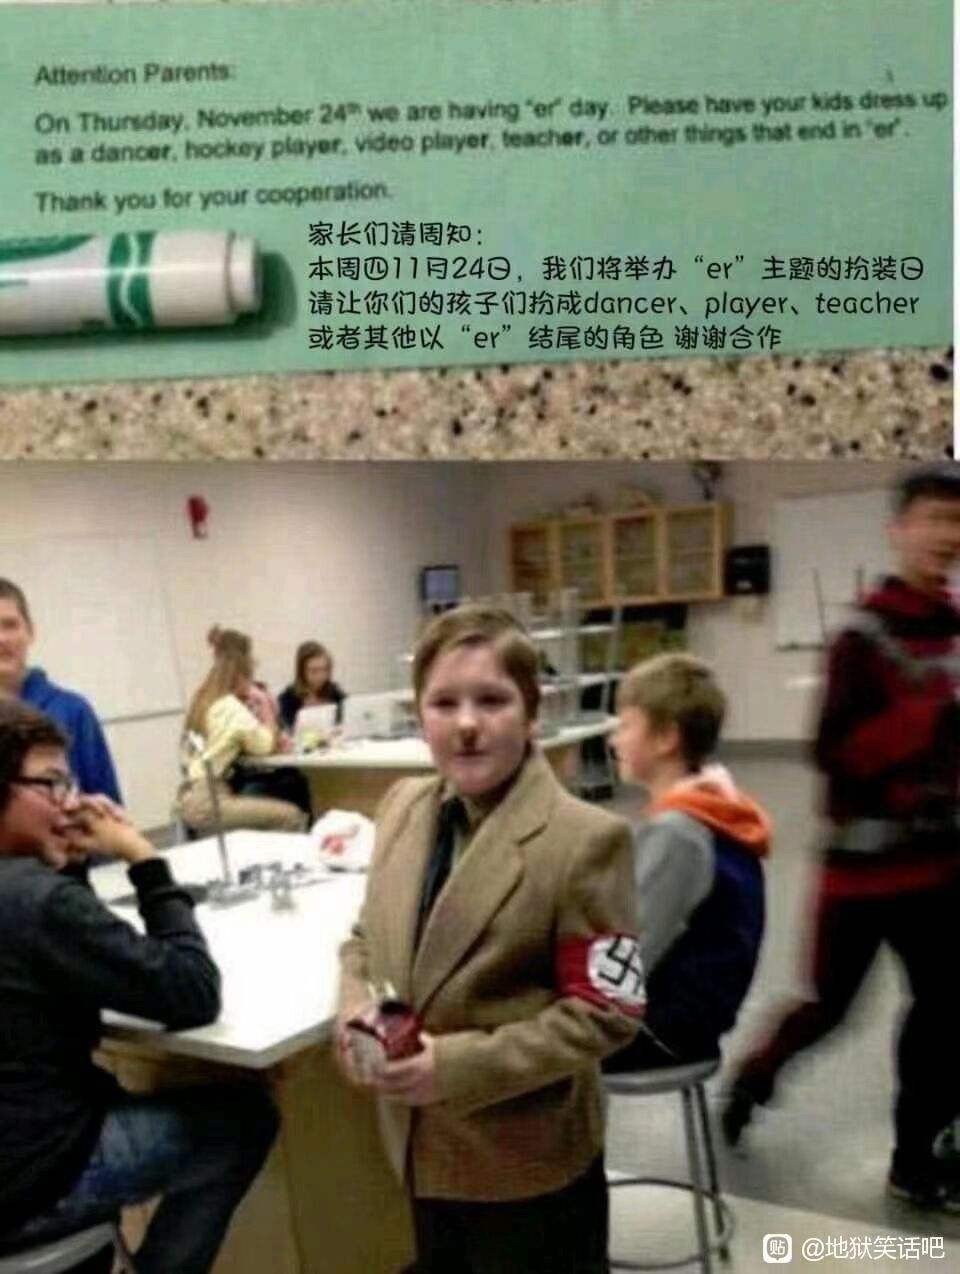 Attention Parents:
On Thursday, November 24th we are having "er" day. Please have your kids dress up
as a dancer, hockey player, video player, teacher, or other things that end in "er".
Thank you for your cooperation.
家长们请周知：
本周四11月24日，我们将举办“er”主题的扮装日
请让你们的孩子们扮成dancer、player、teacher
或者其他以“er”结尾的角色 谢谢合作
贴 @地狱笑话吧